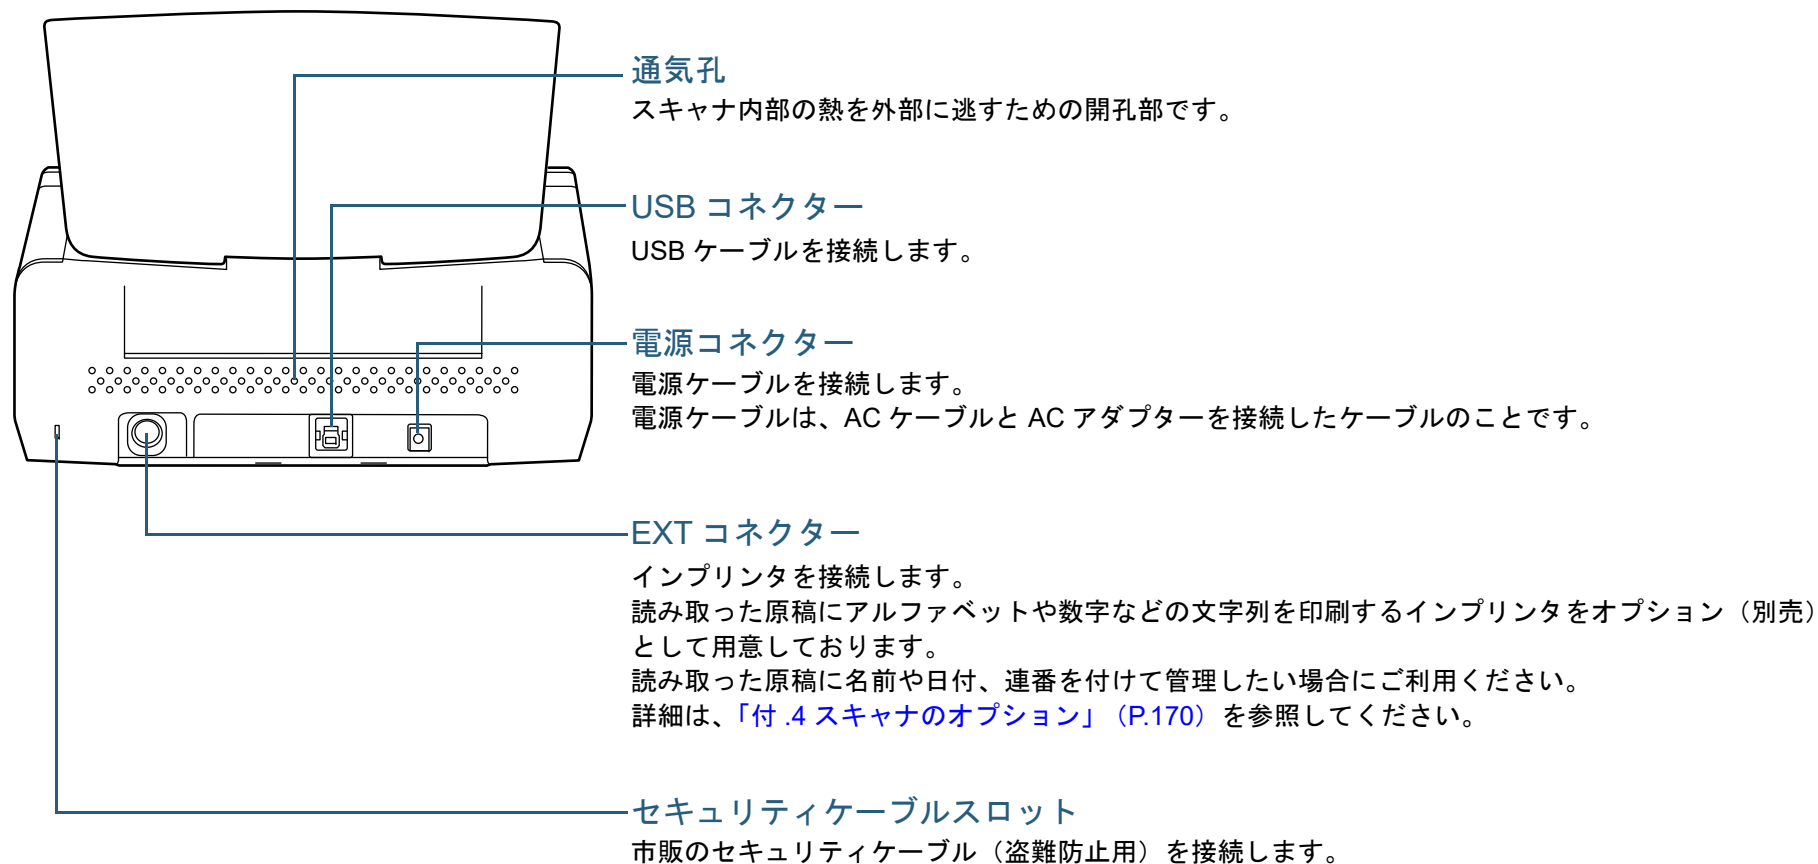 通気孔
スキャナ内部の熱を外部に逃すための開孔部です。
USB コネクター
USB ケーブルを接続します。
電源コネクター
電源ケーブルを接続します。
電源ケーブルは、AC ケーブルと AC アダプターを接続したケーブルのことです。
EXT コネクター
インプリンタを接続します。
読み取った原稿にアルファベットや数字などの文字列を印刷するインプリンタをオプション（別売）
として用意しております。
読み取った原稿に名前や日付、連番を付けて管理したい場合にご利用ください。
詳細は、「付 .4 スキャナのオプション」（P.170）を参照してください。
セキュリティケーブルスロット
市販のセキュリティケーブル（盗難防止用）を接続します。